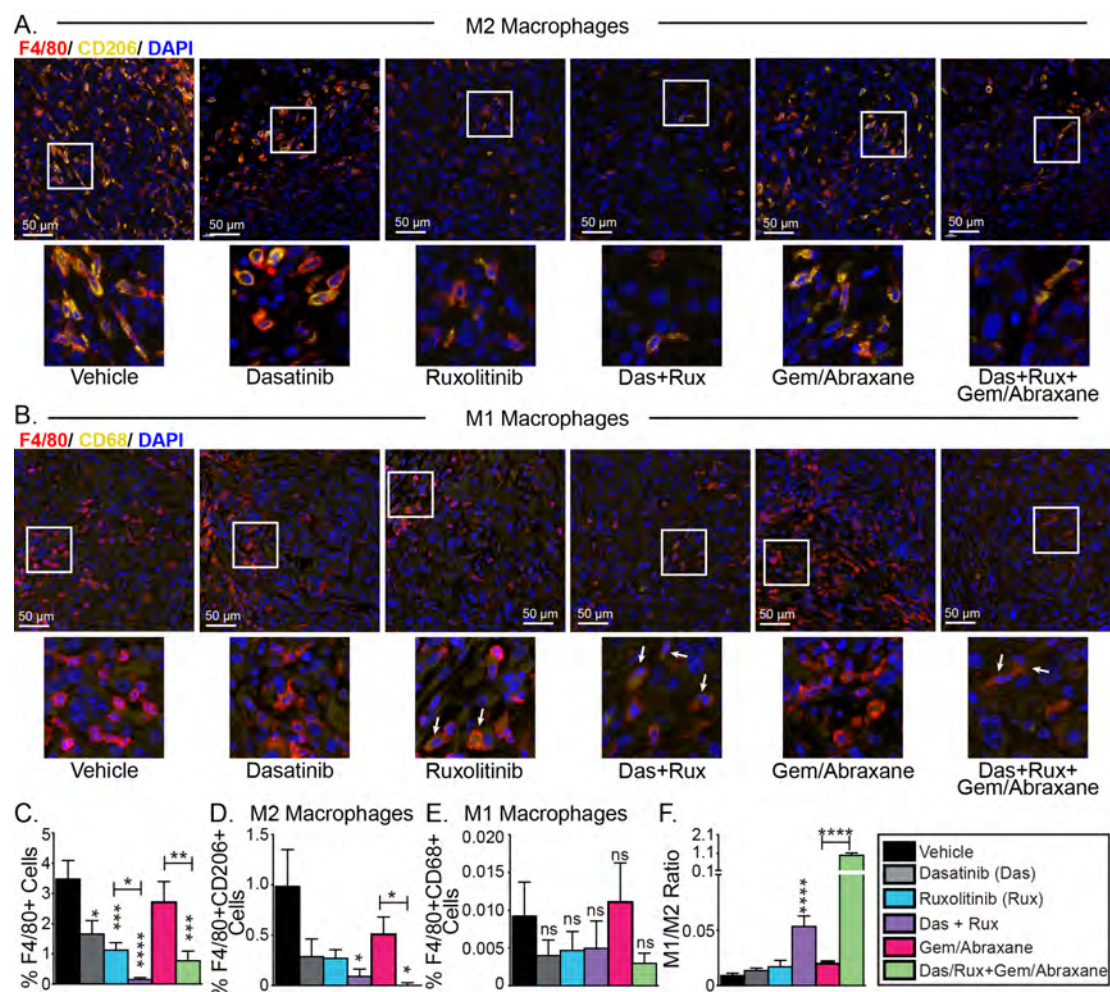 A.
M2 Macrophages
F4/80/ CD206/ DAPI
50 µm
50 µm
50 µm
50 µm
50 µm
50 µm
Vehicle
Dasatinib
Ruxolitinib
Das+Rux
Gem/Abraxane
Das+Rux+
Gem/Abraxane
B.
M1 Macrophages
F4/80/ CD68/ DAPI
50 µm
50 µm
50 µm
50 µm
50 µm
50 µm
Vehicle
Dasatinib
Ruxolitinib
Das+Rux
Gem/Abraxane
Das+Rux+
Gem/Abraxane
C.
% F4/80+ Cells
5
4
3
2
1
0
*
***
*
****
**
***
D.
M2 Macrophages
% F4/80+CD206+
Cells
1.5
1.0
0.5
0.0
*
*
*
E.
M1 Macrophages
% F4/80+CD68+
Cells
0.020
0.015
0.010
0.005
0.000
ns
ns
ns
ns
ns
F.
M1/M2 Ratio
2.1
1.1
0.1
0.05
0
****
****
Vehicle
Dasatinib (Das)
Ruxolitinib (Rux)
Das + Rux
Gem/Abraxane
Das/Rux+Gem/Abraxane